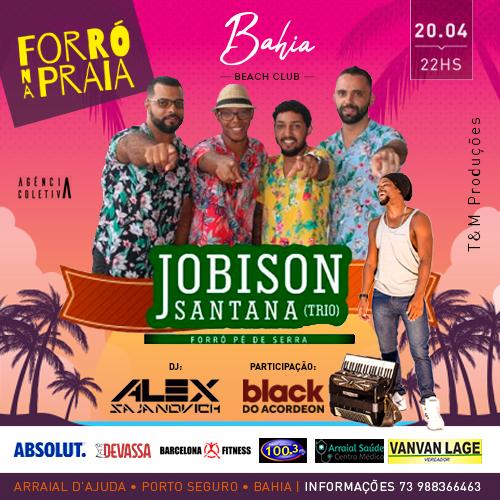 FORRÓ
NA PRAIA
Bahia
BEACH CLUB
20.04
22HS
T&M Produções
AGÊNCIA
COLETIVA
JOBISON
SANTANA (TRIO)
FORRÓ PÉ DE SERRA
DJ:
ALEX
SAJANOVICH
PARTICIPAÇÃO:
black
DO ACORDEON
ABSOLUT.
DEVASSA
BARCELONA FITNESS
100.3
Arraial Saúde
Centro Médico
VANVAN LAGE
VEREADOR
ARRAIAL D'AJUDA • PORTO SEGURO • BAHIA | INFORMAÇÕES 73 988366463